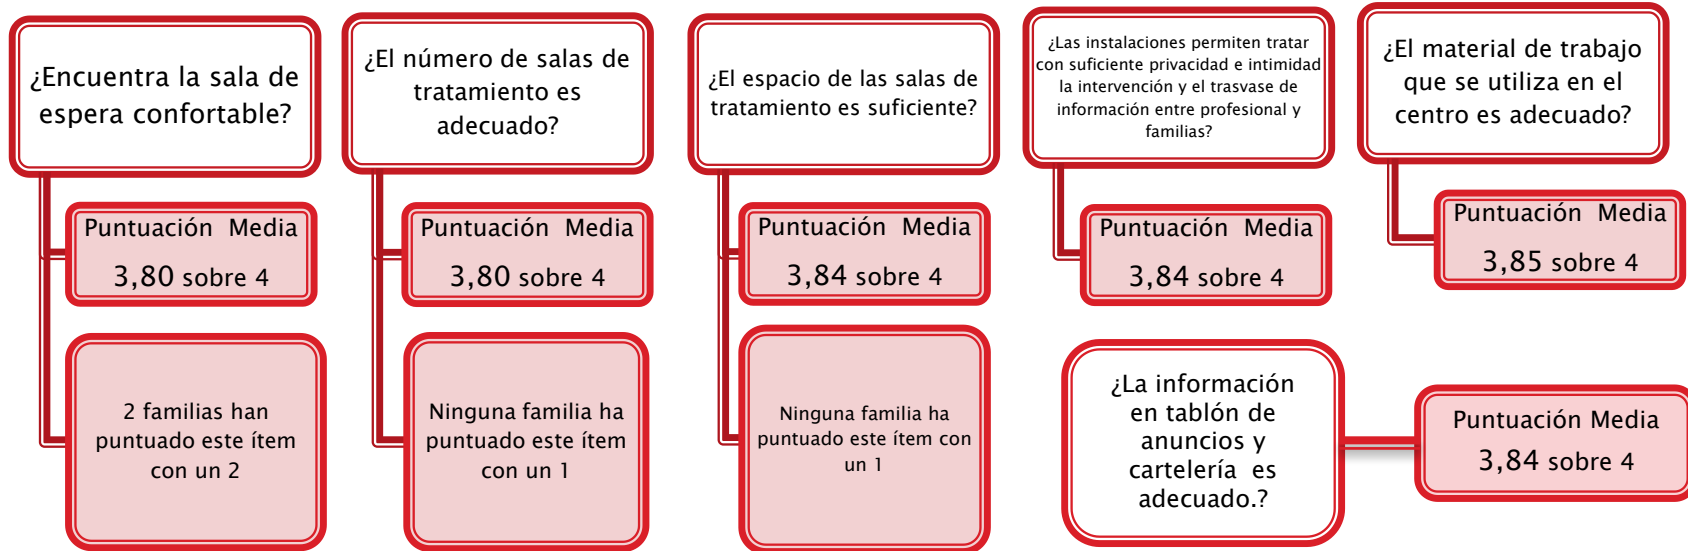 ¿Encuentra la sala de
espera confortable?
Puntuación Media
3,80 sobre 4
2 familias han
puntuado este ítem
con un 2
¿El número de salas de
tratamiento es
adecuado?
Puntuación Media
3,80 sobre 4
Ninguna familia ha
puntuado este ítem
con un 1
¿El espacio de las salas de
tratamiento es suficiente?
Puntuación Media
3,84 sobre 4
Ninguna familia ha
puntuado este ítem con
un 1
¿Las instalaciones permiten tratar
con suficiente privacidad e intimidad
la intervención y el trasvase de
información entre profesional y
familias?
Puntuación Media
3,84 sobre 4
¿El material de trabajo
que se utiliza en el
centro es adecuado?
Puntuación Media
3,85 sobre 4
¿La información
en tablón de
anuncios y
cartelería es
adecuado.?
Puntuación Media
3,84 sobre 4